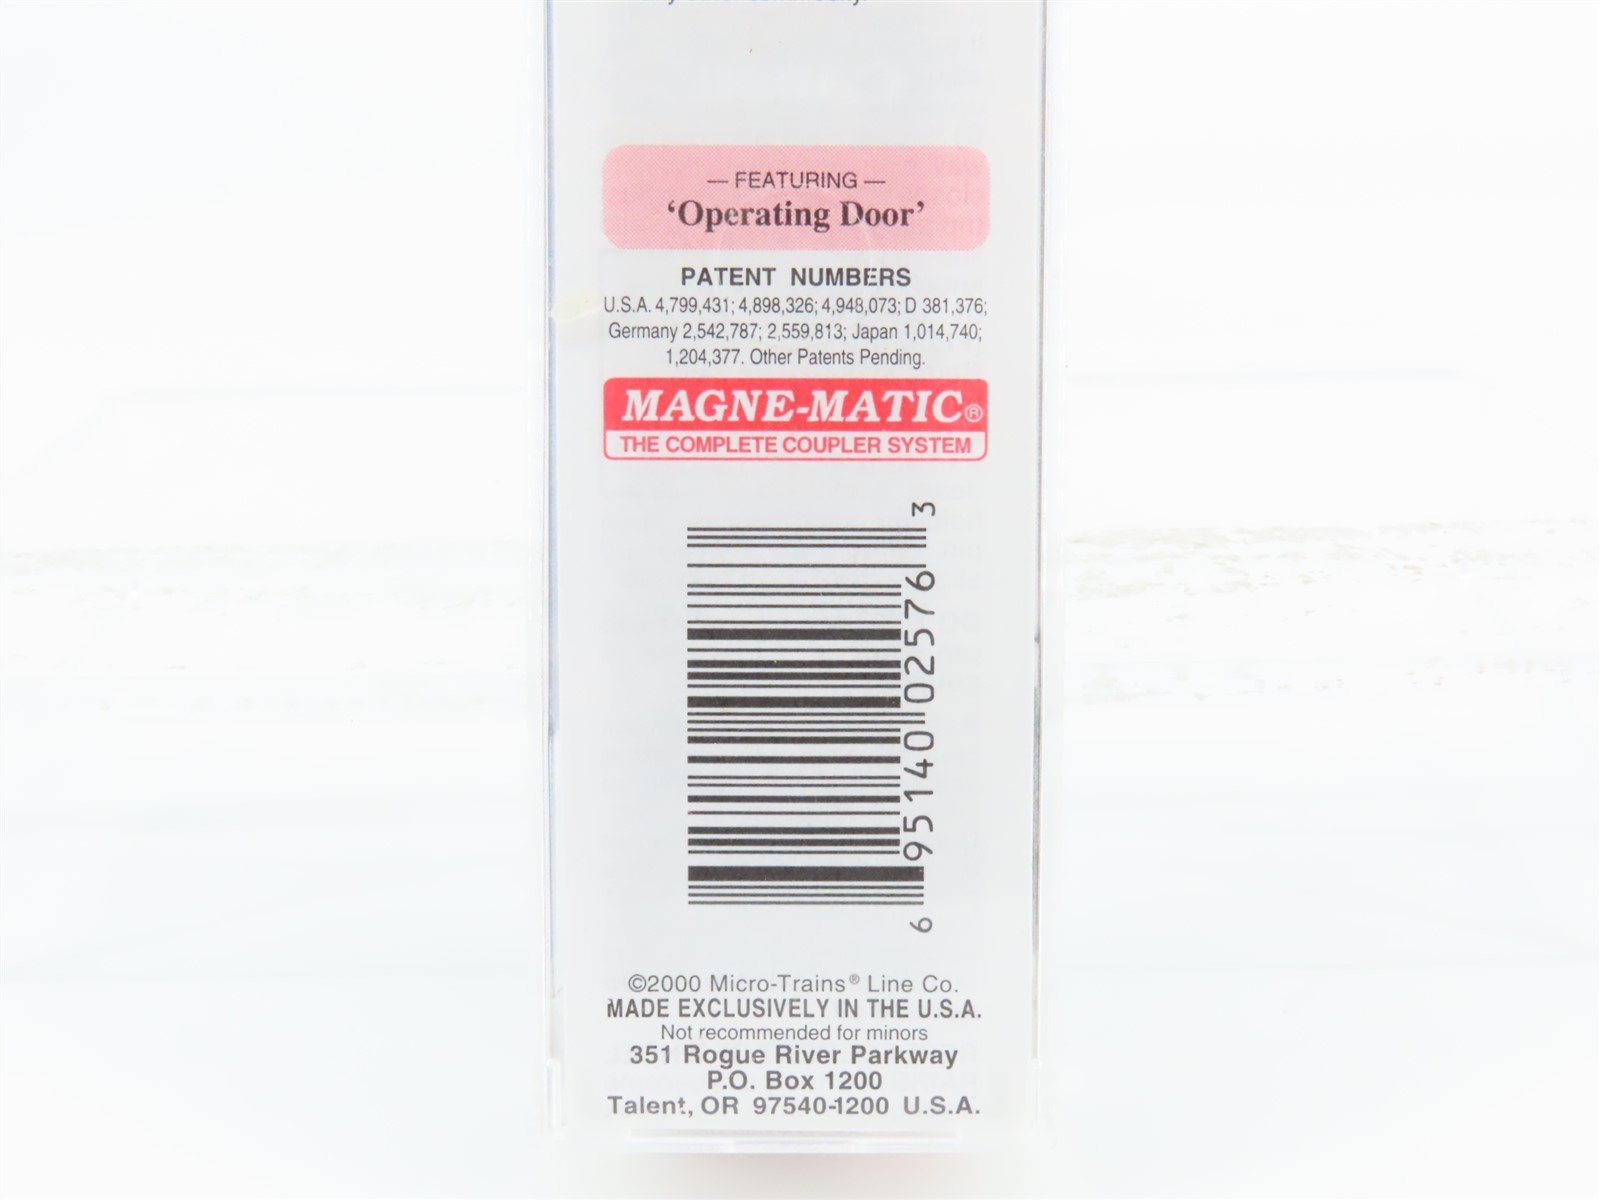 any other commodity.
— FEATURING —
‘Operating Door’
PATENT NUMBERS
U.S.A. 4,799,431; 4,898,326; 4,948,073; D 381,376;
Germany 2,542,787; 2,559,813; Japan 1,014,740;
1,204,377. Other Patents Pending.
MAGNE-MATIC®
THE COMPLETE COUPLER SYSTEM
6 95140 02576 3
©2000 Micro-Trains® Line Co.
MADE EXCLUSIVELY IN THE U.S.A.
Not recommended for minors
351 Rogue River Parkway
P.O. Box 1200
Talent, OR 97540-1200 U.S.A.